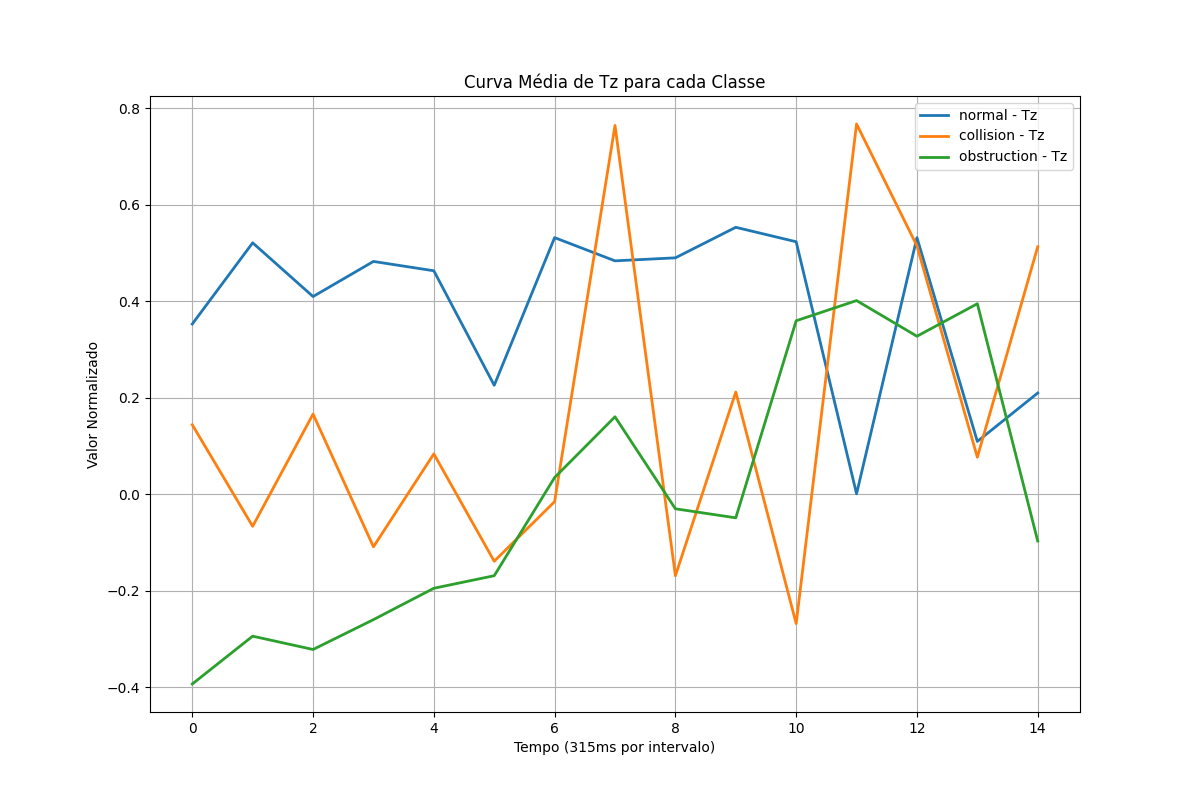 Curva Média de Tz para cada Classe
normal - Tz
collision - Tz
obstruction - Tz
Valor Normalizado
0.8
0.6
0.4
0.2
0.0
−0.2
−0.4
0 2 4 6 8 10 12 14
Tempo (315ms por intervalo)